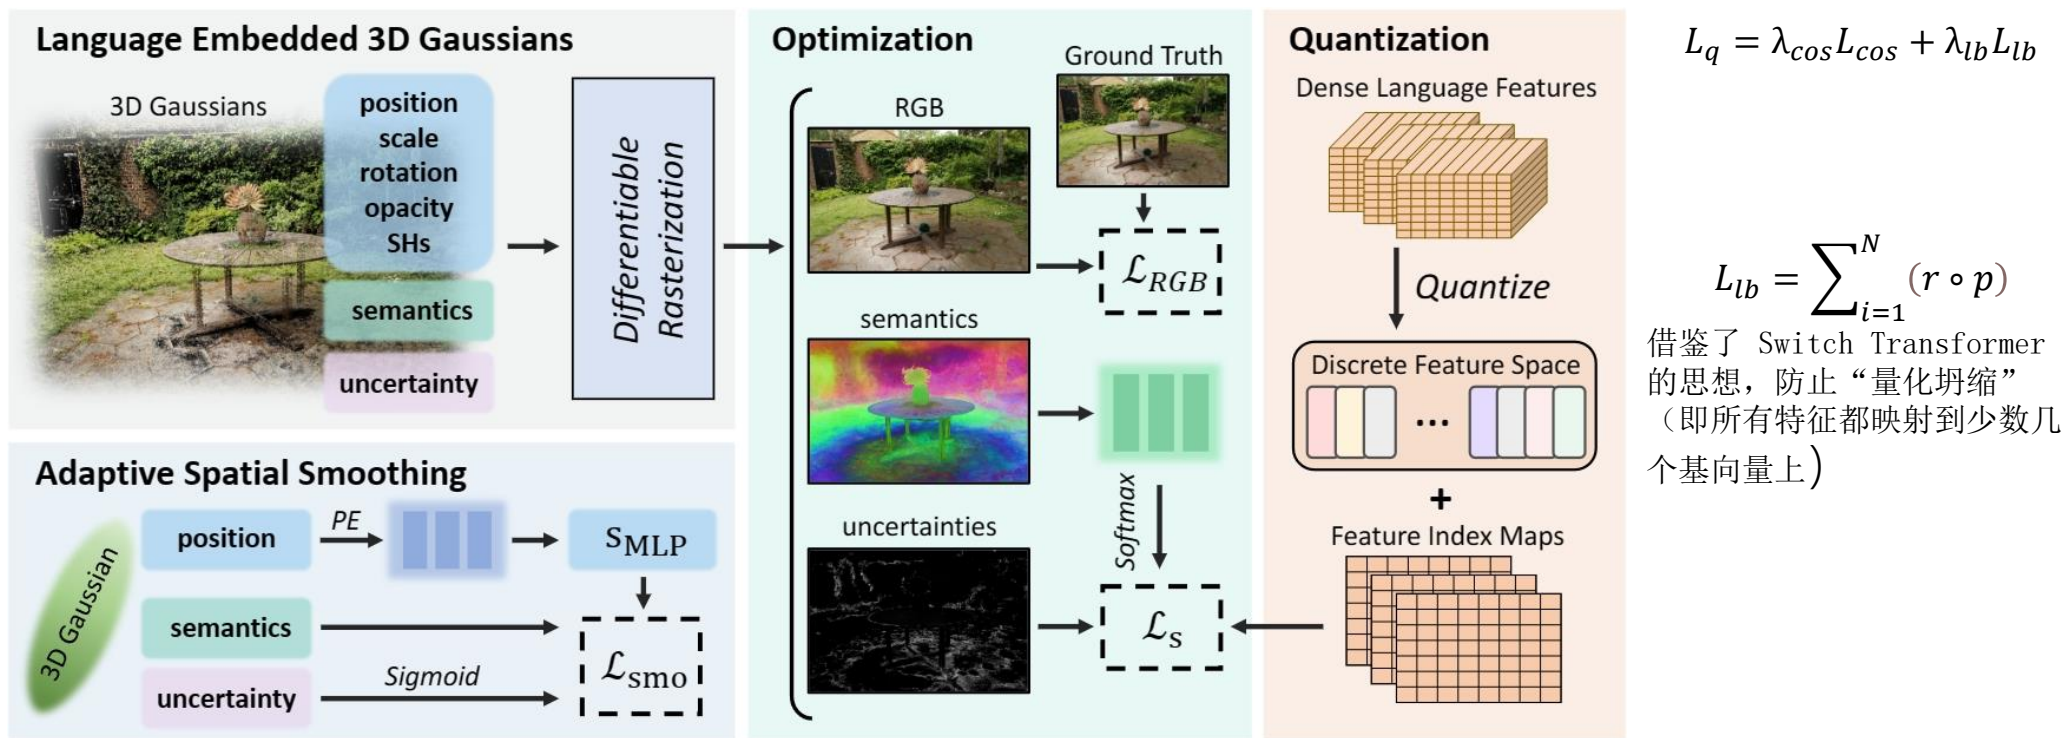 Language Embedded 3D Gaussians
3D Gaussians
position
scale
rotation
opacity
SHs
semantics
uncertainty
Differentiable
Rasterization
Adaptive Spatial Smoothing
3D Gaussian
position
PE
S_MLP
semantics
uncertainty
Sigmoid
ℒ_smo
Optimization
Ground Truth
RGB
ℒ_RGB
semantics
Softmax
uncertainties
ℒ_s
Quantization
Dense Language Features
Quantize
Discrete Feature Space
...
+
Feature Index Maps
L_q = λ_cos L_cos + λ_lb L_lb
L_lb = ∑_{i=1}^{N} (r ∘ p)
借鉴了 Switch Transformer
的思想，防止“量化坍缩”
（即所有特征都映射到少数几
个基向量上)